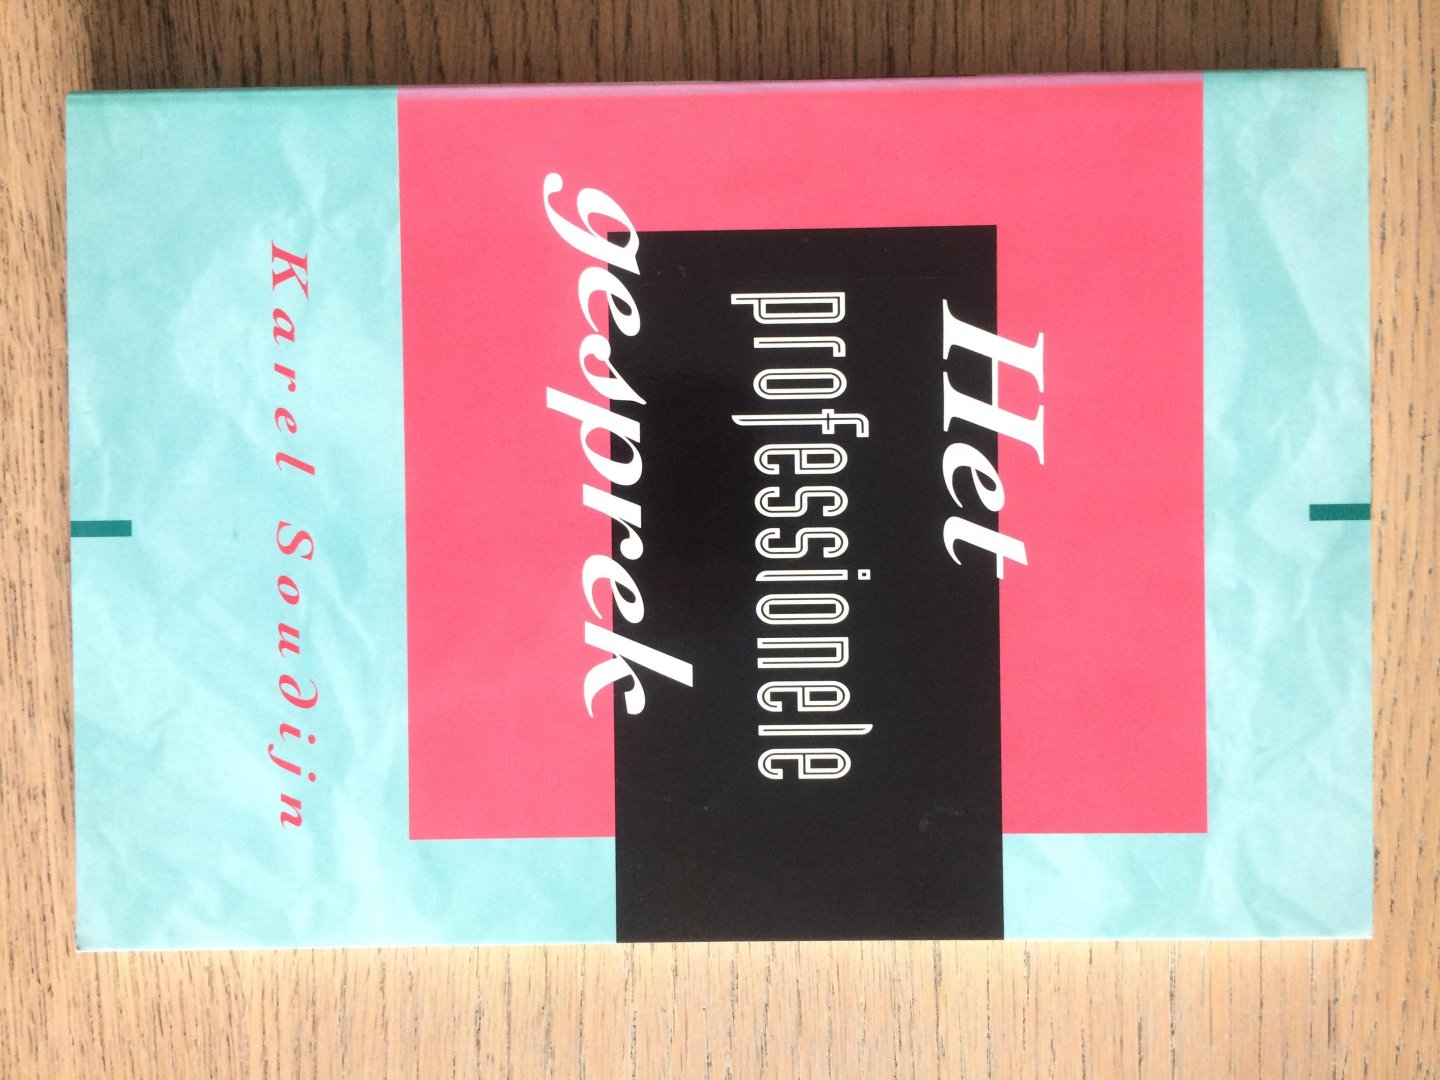 Het
professionele
gesprek
Karel Soudijn